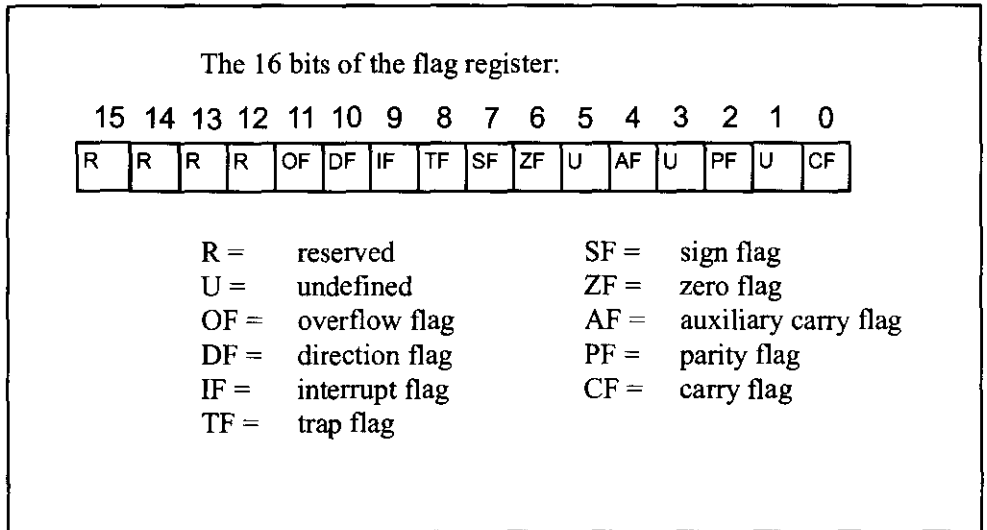 The 16 bits of the flag register:
15 14 13 12 11 10 9 8 7 6 5 4 3 2 1 0
R R R R OF DF IF TF SF ZF U AF U PF U CF
R = reserved SF = sign flag
U = undefined ZF = zero flag
OF = overflow flag AF = auxiliary carry flag
DF = direction flag PF = parity flag
IF = interrupt flag CF = carry flag
TF = trap flag